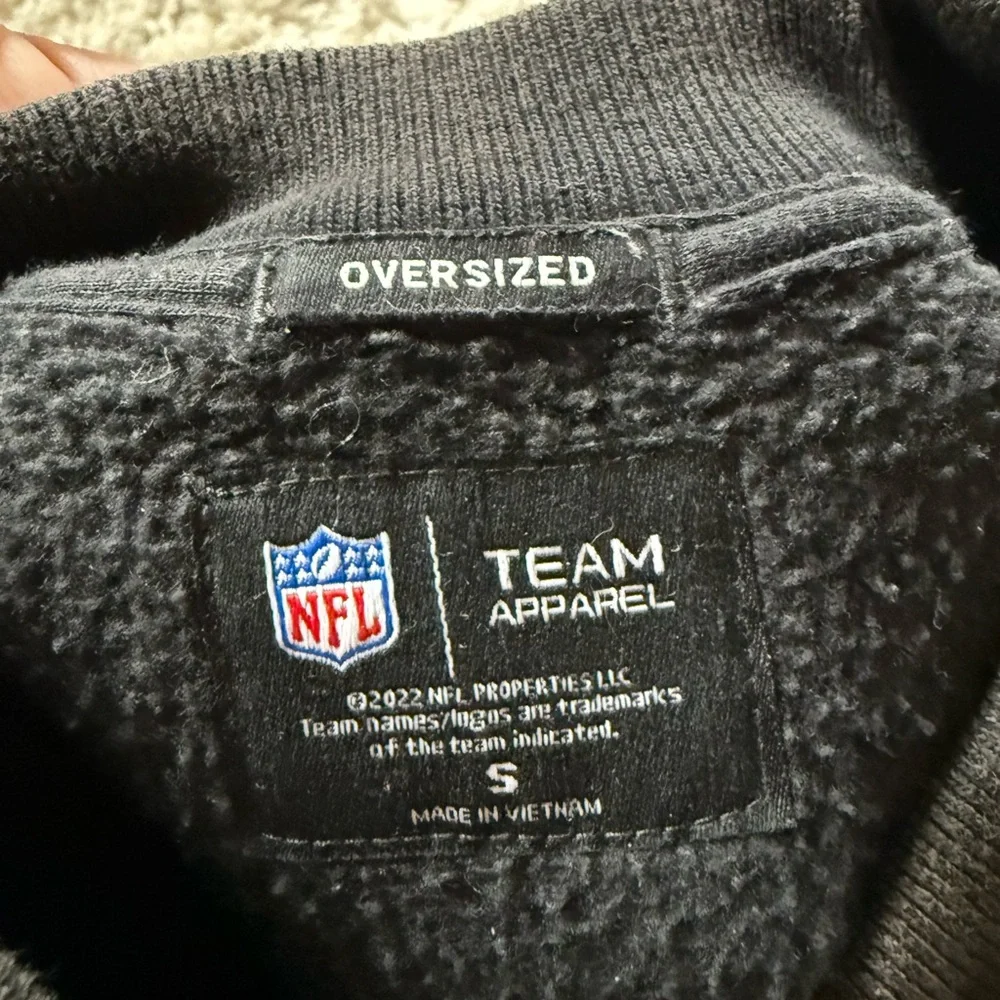 OVERSIZED
NFL
TEAM
APPAREL
©2022 NFL PROPERTIES LLC
Team names/logos are trademarks
of the team indicated.
S
MADE IN VIETNAM